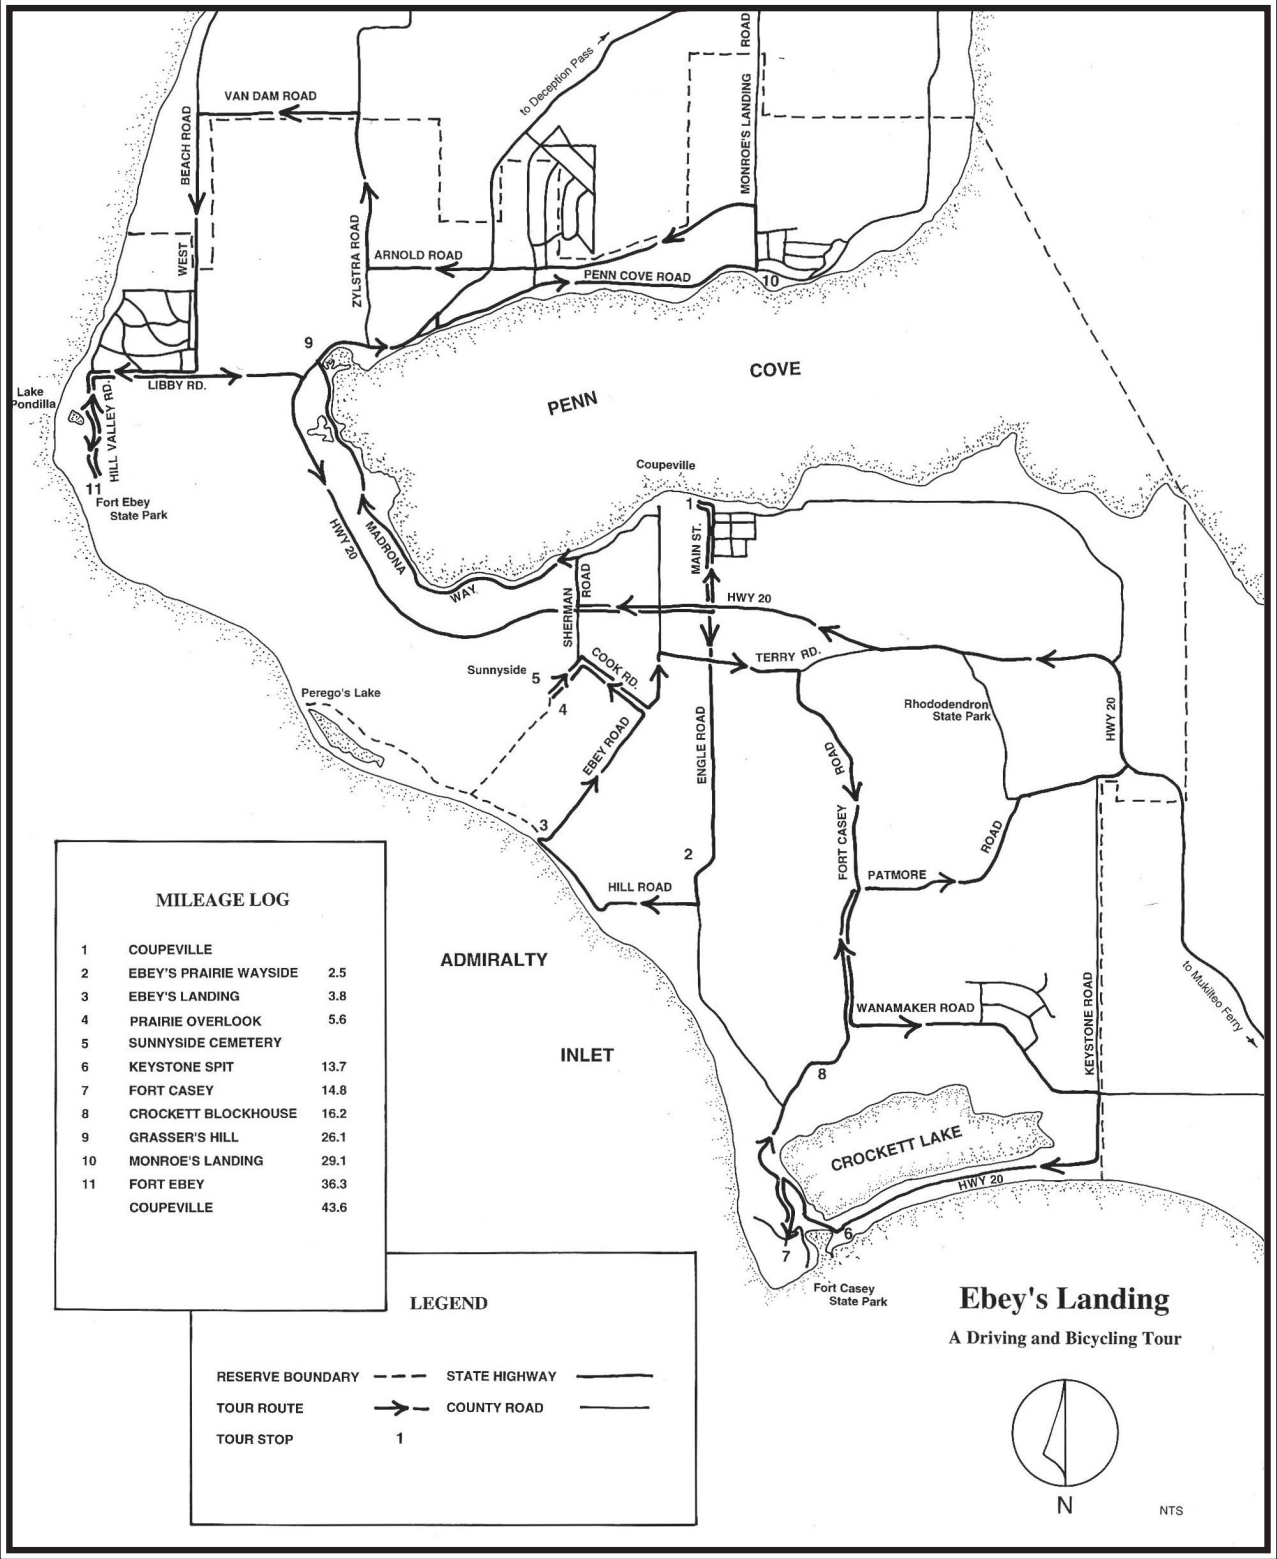 to Deception Pass
ROAD
MONROE'S LANDING
VAN DAM ROAD
BEACH ROAD
WEST
ZYLSTRA ROAD
ARNOLD ROAD
PENN COVE ROAD
10
9
LIBBY RD.
Lake
Pondilla
HILL VALLEY RD.
11
Fort Ebey
State Park
COVE
PENN
Coupeville
1
MAIN ST.
HWY 20
MADRONA
WAY
SHERMAN
ROAD
HWY 20
COOK RD.
TERRY RD.
Sunnyside
5
4
Perego's Lake
Rhododendron
State Park
HWY 20
EBEY ROAD
ENGLE ROAD
ROAD
FORT CASEY
3
2
HILL ROAD
PATMORE
ROAD
ADMIRALTY
INLET
WANAMAKER ROAD
KEYSTONE ROAD
to Mukilteo Ferry
8
CROCKETT LAKE
HWY 20
6
7
Fort Casey
State Park
MILEAGE LOG
1 COUPEVILLE
2 EBEY'S PRAIRIE WAYSIDE 2.5
3 EBEY'S LANDING 3.8
4 PRAIRIE OVERLOOK 5.6
5 SUNNYSIDE CEMETERY
6 KEYSTONE SPIT 13.7
7 FORT CASEY 14.8
8 CROCKETT BLOCKHOUSE 16.2
9 GRASSER'S HILL 26.1
10 MONROE'S LANDING 29.1
11 FORT EBEY 36.3
COUPEVILLE 43.6
LEGEND
RESERVE BOUNDARY STATE HIGHWAY
TOUR ROUTE COUNTY ROAD
TOUR STOP 1
Ebey's Landing
A Driving and Bicycling Tour
N
NTS